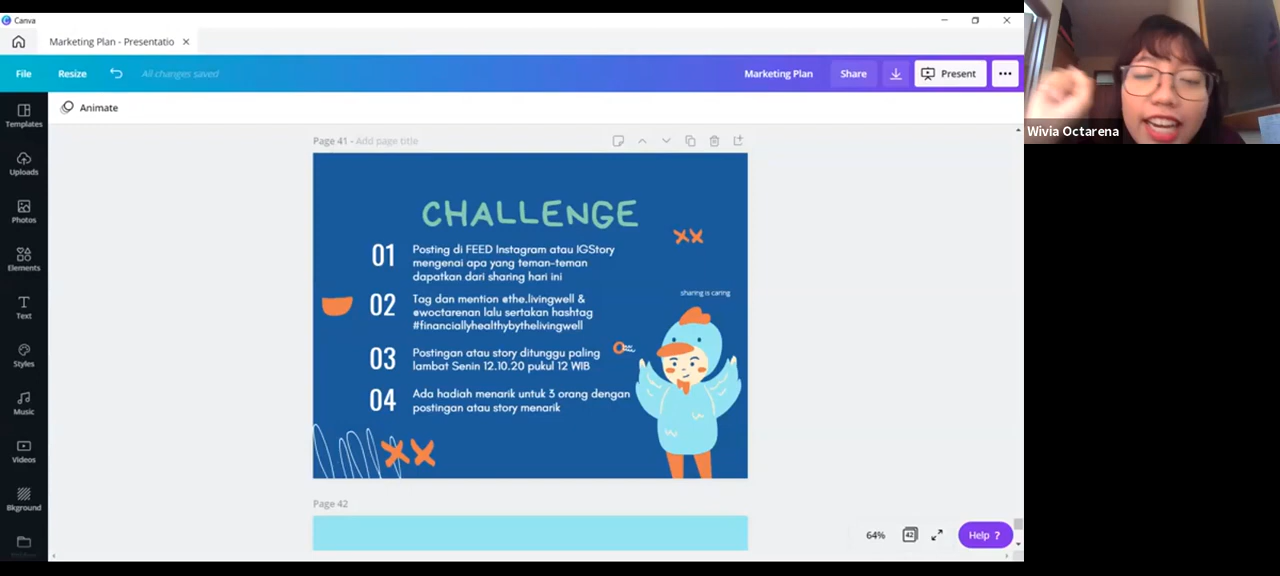 Canva
Marketing Plan - Presentatio
File
Resize
All changes saved
Marketing Plan
Share
Present
Templates
Uploads
Photos
Elements
Text
Styles
Music
Videos
Bkground
Animate
Page 41 - Add page title
CHALLENGE
01
Posting di FEED Instagram atau IGStory
mengenai apa yang teman-teman
dapatkan dari sharing hari ini
02
Tag dan mention @the.livingwell &
@woctarenan lalu sertakan hashtag
#financiallyhealthybythelivingwell
03
Postingan atau story ditunggu paling
lambat Senin 12.10.20 pukul 12 WIB
04
Ada hadiah menarik untuk 3 orang dengan
postingan atau story menarik
sharing is caring
Page 42
64%
42
Help ?
Wivia Octarena